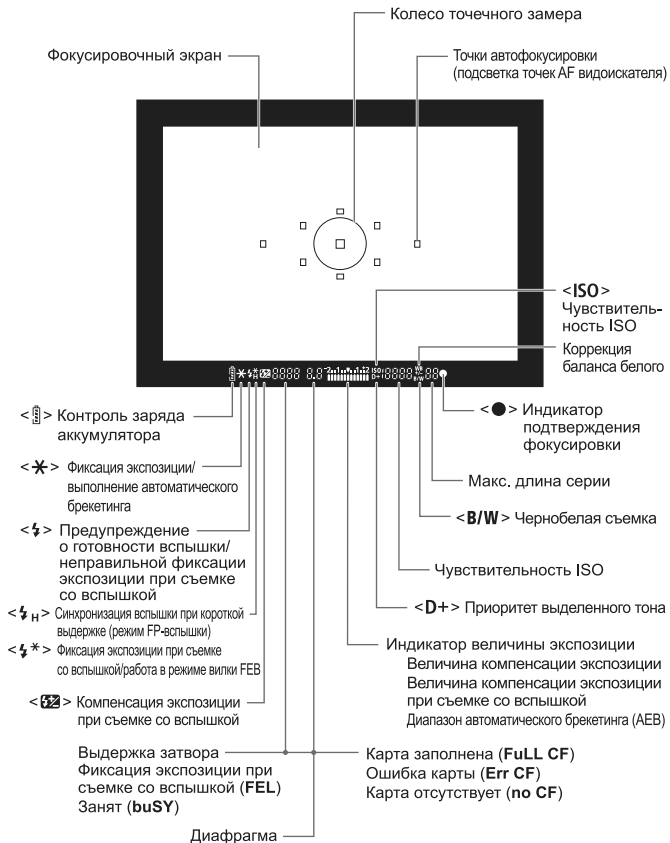 Колесо точечного замера
Фокусировочный экран
Точки автофокусировки
(подсветка точек AF видоискателя)
<ISO>
Чувствитель-
ность ISO
Коррекция
баланса белого
< > Контроль заряда
аккумулятора
<●> Индикатор
подтверждения
фокусировки
<✱> Фиксация экспозиции/
выполнение автоматического
брекетинга
Макс. длина серии
<B/W> Чернобелая съемка
<⚡> Предупреждение
о готовности вспышки/
неправильной фиксации
экспозиции при съемке
со вспышкой
Чувствительность ISO
<D+> Приоритет выделенного тона
<⚡H> Синхронизация вспышки при короткой
выдержке (режим FP-вспышки)
<⚡*> Фиксация экспозиции при съемке
со вспышкой/работа в режиме вилки FEB
Индикатор величины экспозиции
Величина компенсации экспозиции
Величина компенсации экспозиции
при съемке со вспышкой
Диапазон автоматического брекетинга (AEB)
< > Компенсация экспозиции
при съемке со вспышкой
Выдержка затвора
Фиксация экспозиции при
съемке со вспышкой (FEL)
Занят (buSY)
Карта заполнена (FuLL CF)
Ошибка карты (Err CF)
Карта отсутствует (no CF)
Диафрагма